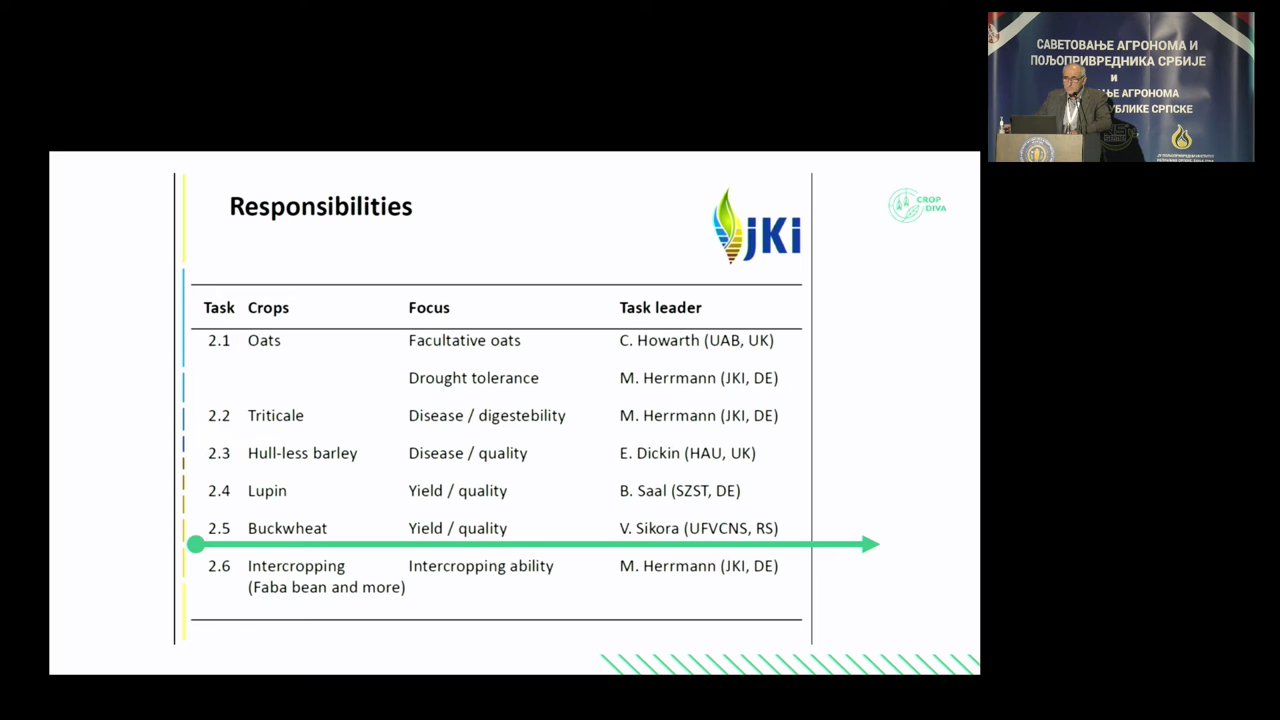 Responsibilities
jKi
CROP
DIVA
Task Crops Focus Task leader
2.1 Oats Facultative oats C. Howarth (UAB, UK)
Drought tolerance M. Herrmann (JKI, DE)
2.2 Triticale Disease / digestebility M. Herrmann (JKI, DE)
2.3 Hull-less barley Disease / quality E. Dickin (HAU, UK)
2.4 Lupin Yield / quality B. Saal (SZST, DE)
2.5 Buckwheat Yield / quality V. Sikora (UFVCNS, RS)
2.6 Intercropping Intercropping ability M. Herrmann (JKI, DE)
(Faba bean and more)
САВЕТОВАЊЕ АГРОНОМА И
ПОЉОПРИВРЕДНИКА СРБИЈЕ
И
АГРОНОМА
СРПСКЕ